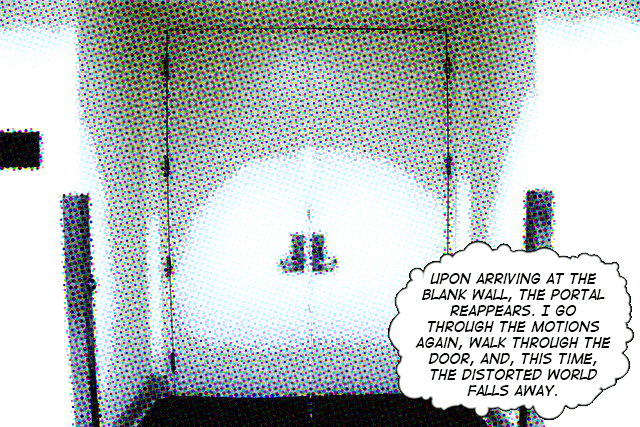 UPON ARRIVING AT THE
BLANK WALL, THE PORTAL
REAPPEARS. I GO
THROUGH THE MOTIONS
AGAIN, WALK THROUGH THE
DOOR, AND, THIS TIME,
THE DISTORTED WORLD
FALLS AWAY.